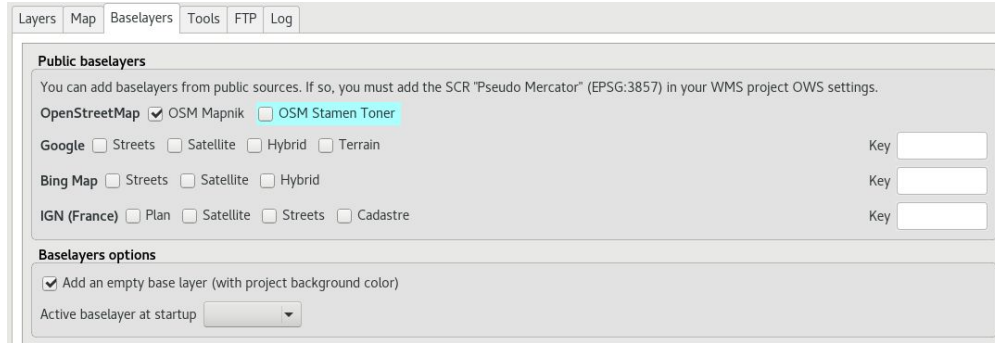 Layers Map Baselayers Tools FTP Log
Public baselayers
You can add baselayers from public sources. If so, you must add the SCR "Pseudo Mercator" (EPSG:3857) in your WMS project OWS settings.
OpenStreetMap OSM Mapnik OSM Stamen Toner
Google Streets Satellite Hybrid Terrain Key
Bing Map Streets Satellite Hybrid Key
IGN (France) Plan Satellite Streets Cadastre Key
Baselayers options
Add an empty base layer (with project background color)
Active baselayer at startup